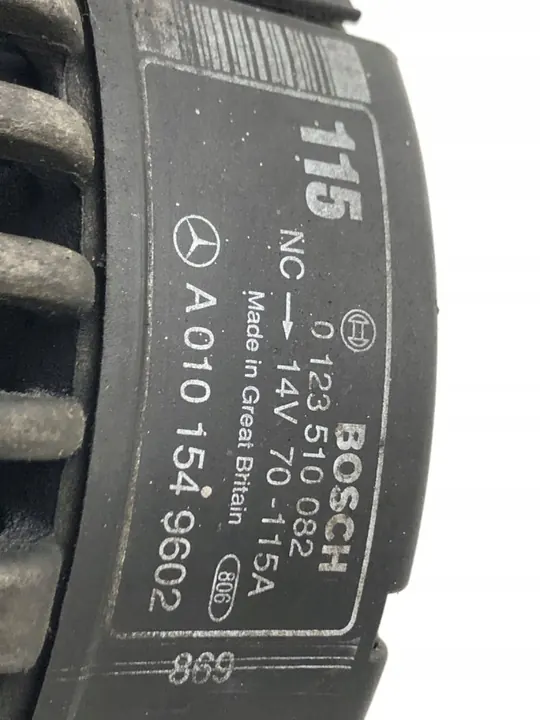 115
BOSCH
0 123 510 082
NC → 14V 70-115A
Made in Great Britain
806
A 010 154 9602
869